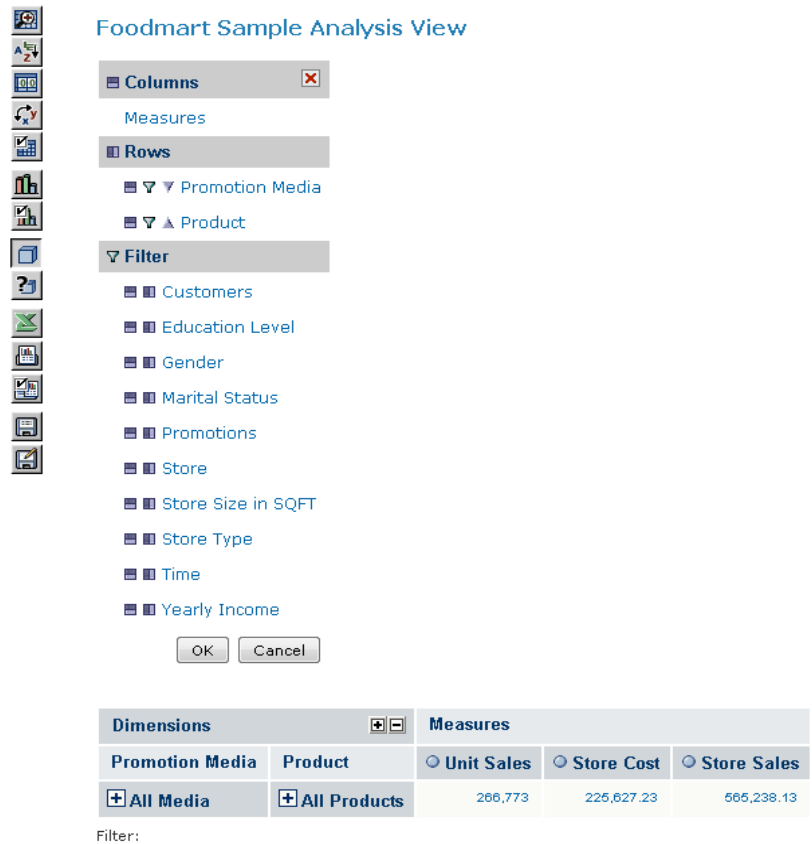 Foodmart Sample Analysis View
Columns
Measures
Rows
Promotion Media
Product
Filter
Customers
Education Level
Gender
Marital Status
Promotions
Store
Store Size in SQFT
Store Type
Time
Yearly Income
OK Cancel
Dimensions Measures
Promotion Media Product Unit Sales Store Cost Store Sales
All Media All Products 266,773 225,627.23 565,238.13
Filter: